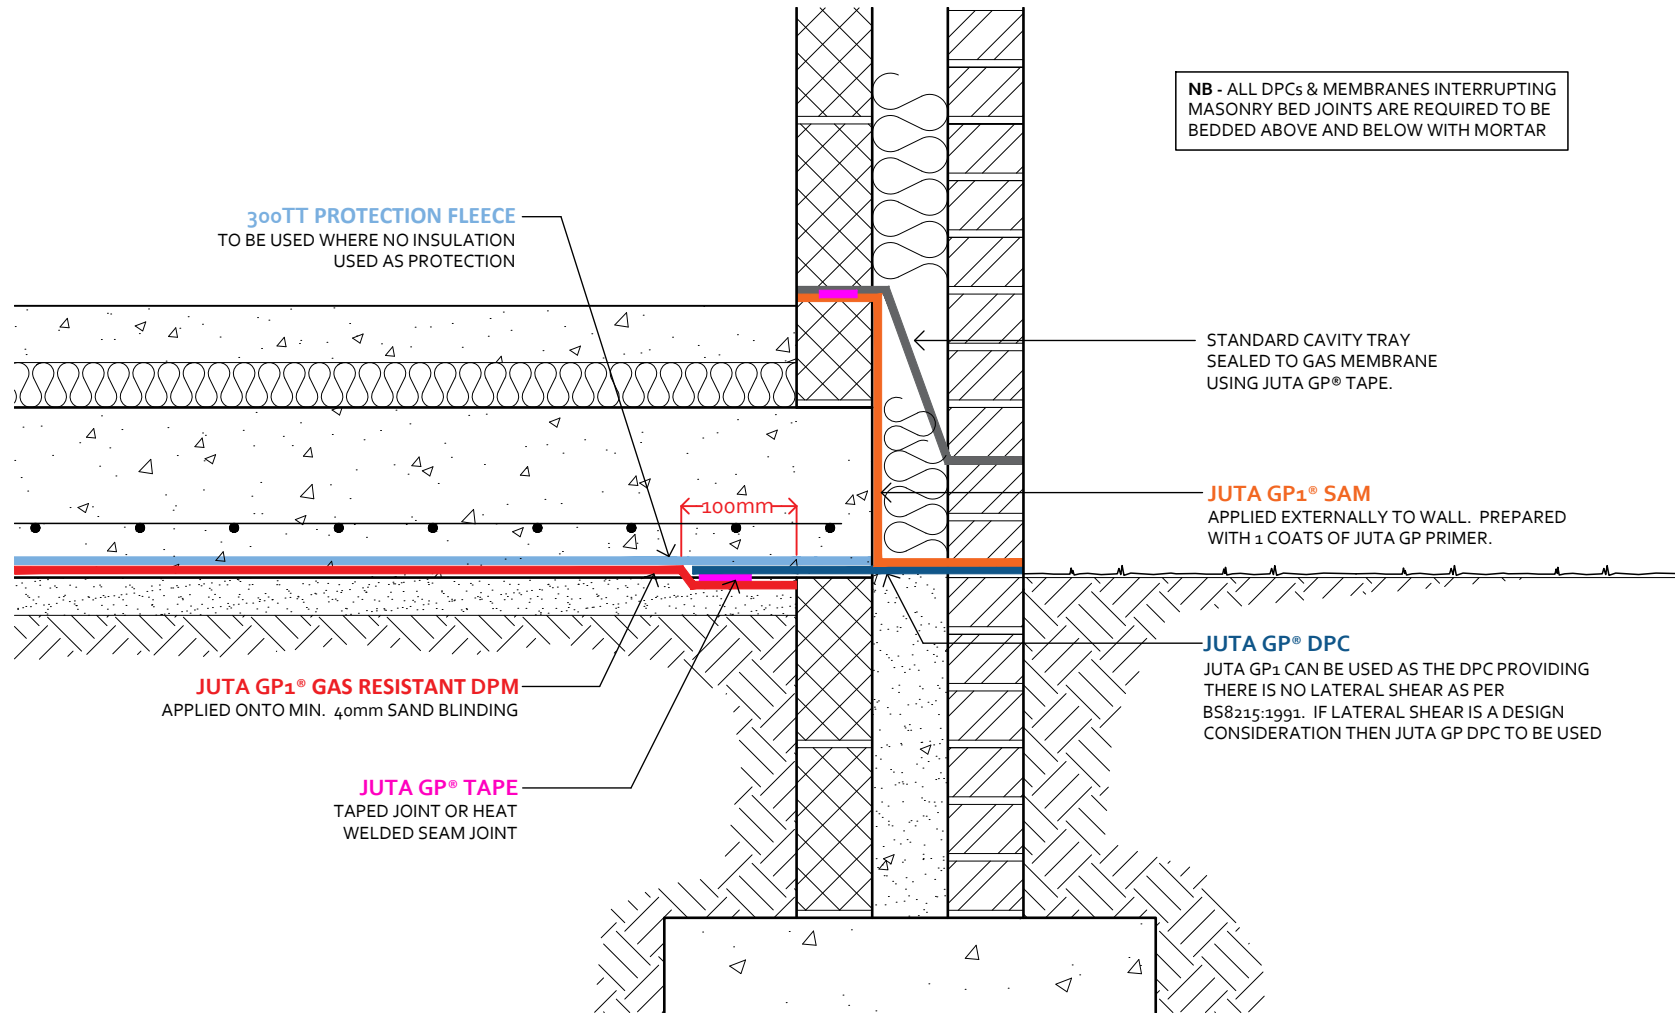 NB - ALL DPCs & MEMBRANES INTERRUPTING
MASONRY BED JOINTS ARE REQUIRED TO BE
BEDDED ABOVE AND BELOW WITH MORTAR
300TT PROTECTION FLEECE
TO BE USED WHERE NO INSULATION
USED AS PROTECTION
STANDARD CAVITY TRAY
SEALED TO GAS MEMBRANE
USING JUTA GP® TAPE.
100mm
JUTA GP1® SAM
APPLIED EXTERNALLY TO WALL. PREPARED
WITH 1 COATS OF JUTA GP PRIMER.
JUTA GP® DPC
JUTA GP1 CAN BE USED AS THE DPC PROVIDING
THERE IS NO LATERAL SHEAR AS PER
BS8215:1991. IF LATERAL SHEAR IS A DESIGN
CONSIDERATION THEN JUTA GP DPC TO BE USED
JUTA GP1® GAS RESISTANT DPM
APPLIED ONTO MIN. 40mm SAND BLINDING
JUTA GP® TAPE
TAPED JOINT OR HEAT
WELDED SEAM JOINT